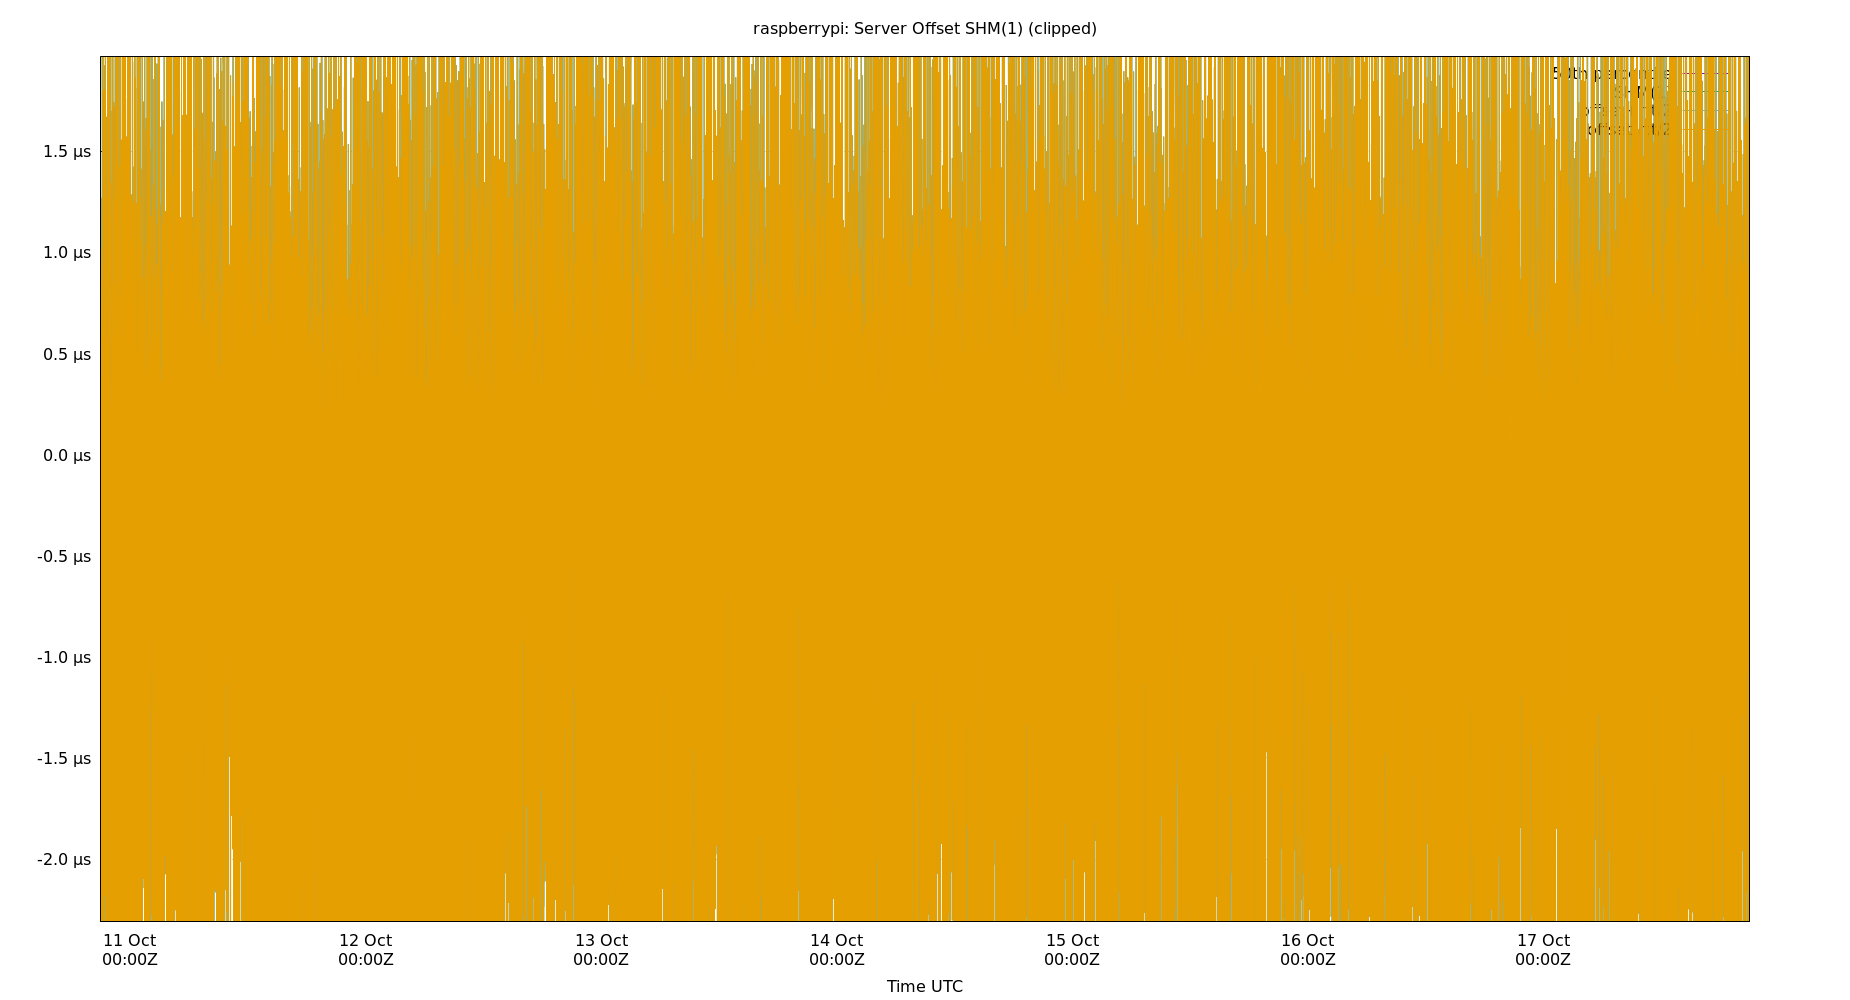 raspberrypi: Server Offset SHM(1) (clipped)
1.5 µs
1.0 µs
0.5 µs
0.0 µs
-0.5 µs
-1.0 µs
-1.5 µs
-2.0 µs
11 Oct 12 Oct 13 Oct 14 Oct 15 Oct 16 Oct 17 Oct
00:00Z 00:00Z 00:00Z 00:00Z 00:00Z 00:00Z 00:00Z
Time UTC